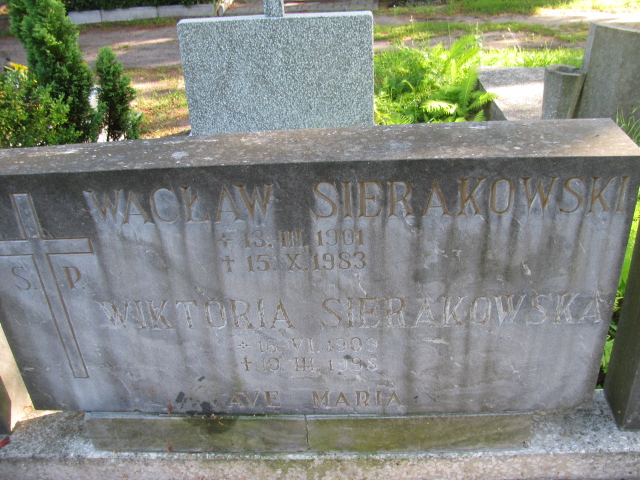 WACŁAW SIERAKOWSKI
* 13. III. 1901
† 15. X. 1983
Ś. P.
WIKTORIA SIERAKOWSKA
AVE MARIA